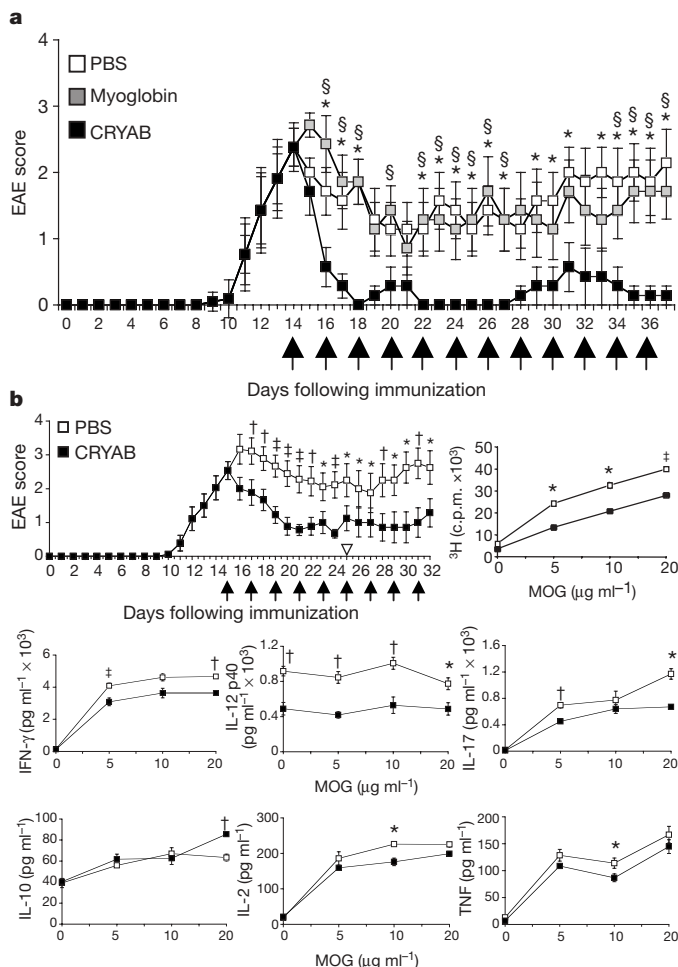 a
4
3
2
1
0
EAE score
PBS
Myoglobin
CRYAB
§ * § * § * § § * § * § * § * § * § * * * * * § * § * § * § *
0 2 4 6 8 10 12 14 16 18 20 22 24 26 28 30 32 34 36
Days following immunization
b
4
3
2
1
0
EAE score
PBS
CRYAB
† † ‡ ‡ † † * ‡ * * * † * * † *
0 2 4 6 8 10 12 14 16 18 20 22 24 26 28 30 32
Days following immunization
50
40
30
20
10
0
³H (c.p.m. ×10³)
* * ‡
0 5 10 20
MOG (µg ml⁻¹)
6
4
2
0
IFN-γ (pg ml⁻¹ × 10³)
‡ †
0 5 10 20
1.2
0.8
0.4
0
IL-12 p40
(pg ml⁻¹ × 10³)
† † † *
0 5 10 20
MOG (µg ml⁻¹)
1.8
1.2
0.6
0
IL-17 (pg ml⁻¹ × 10³)
† *
0 5 10 20
100
80
60
40
20
0
IL-10 (pg ml⁻¹)
†
0 5 10 20
300
200
100
0
IL-2 (pg ml⁻¹)
*
0 5 10 20
MOG (µg ml⁻¹)
200
150
100
50
0
TNF (pg ml⁻¹)
*
0 5 10 20